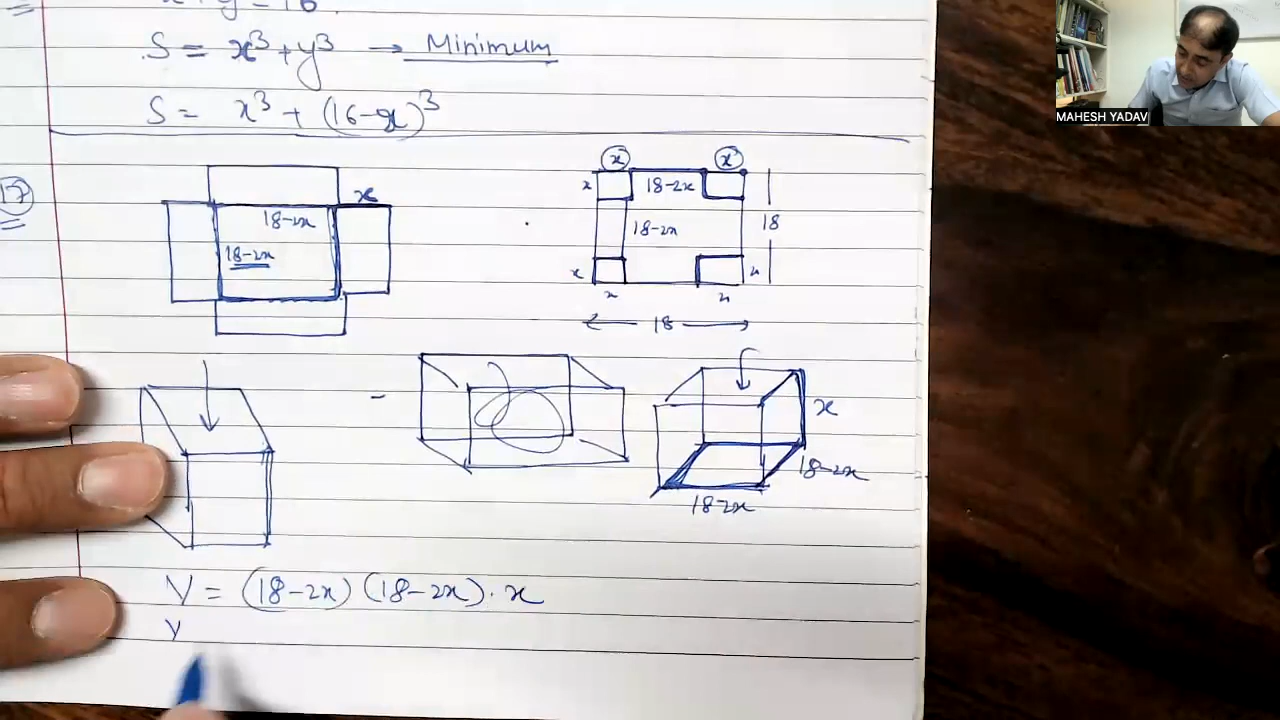 x + y = 16.
S = x³ + y³ → Minimum
S = x³ + (16-x)³
MAHESH YADAV
17
x
18-2x
18-2x
x x
x 18-2x
18-2x 18
x x
x x
18
x
18-2x
18-2x
V = (18-2x) (18-2x) . x
V